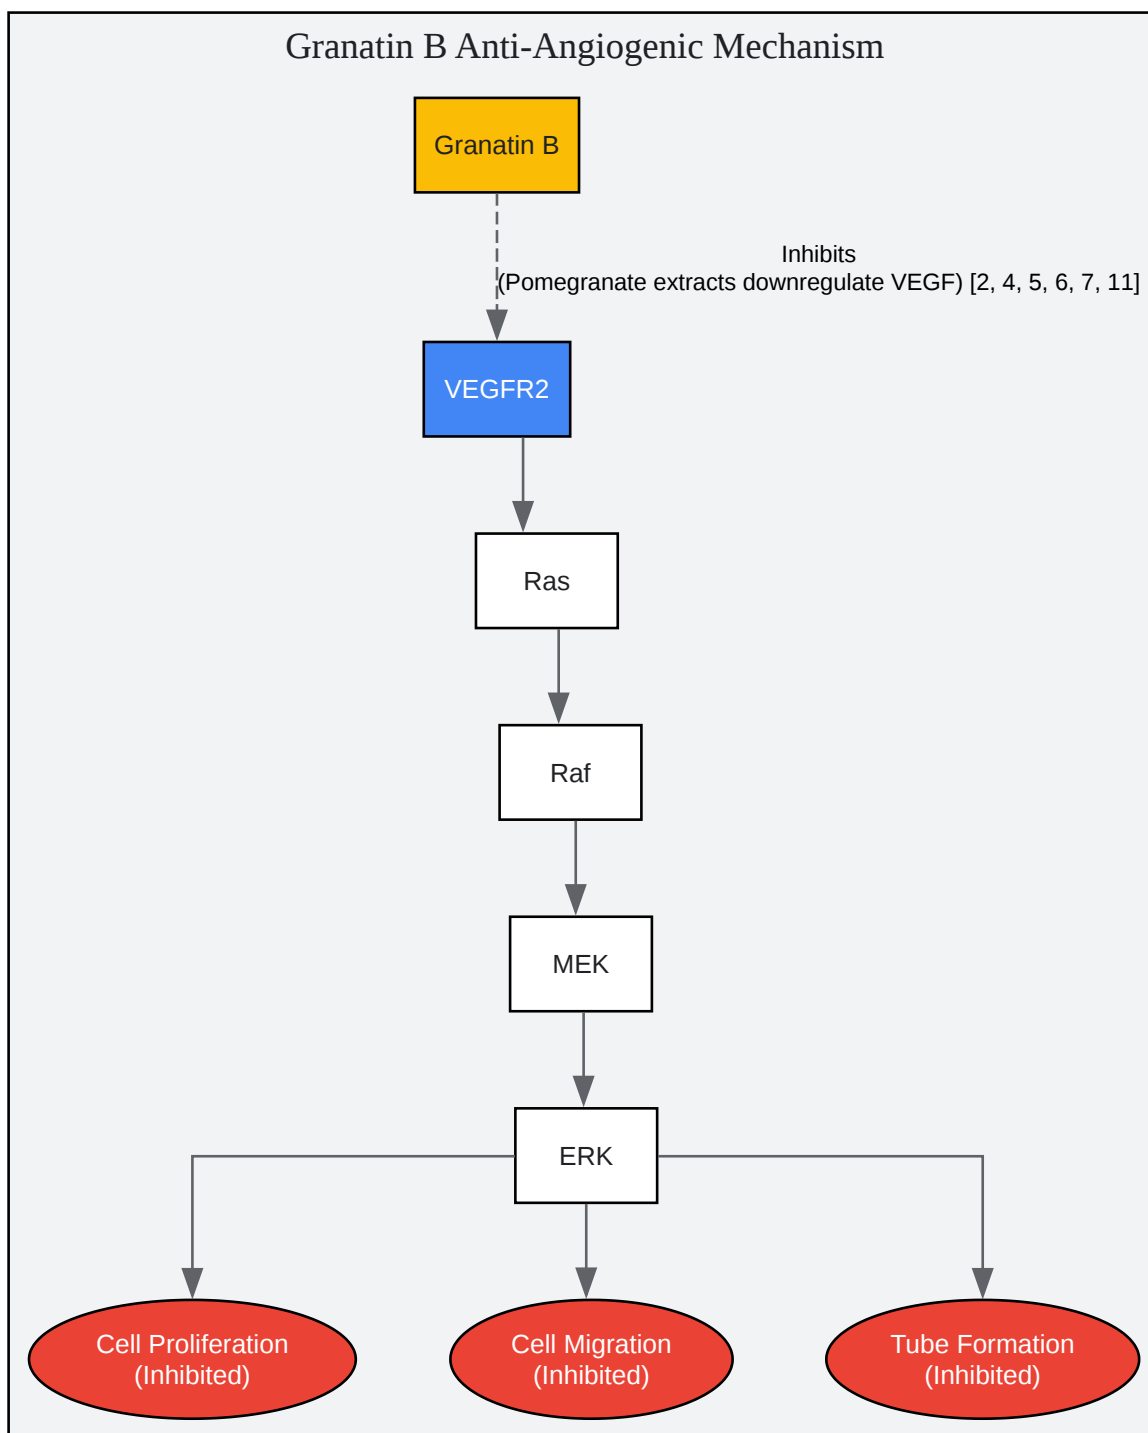 Granatin B Anti-Angiogenic Mechanism
Granatin B
Inhibits
(Pomegranate extracts downregulate VEGF) [2, 4, 5, 6, 7, 11]
VEGFR2
Ras
Raf
MEK
ERK
Cell Proliferation
(Inhibited)
Cell Migration
(Inhibited)
Tube Formation
(Inhibited)